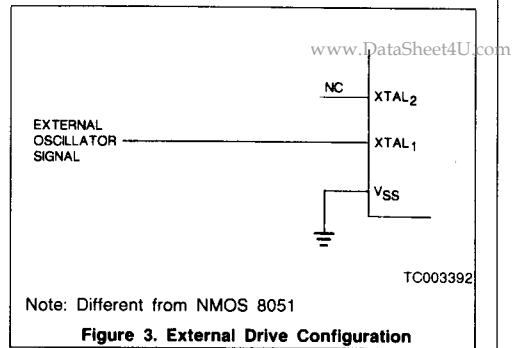 www.DataSheet4U.com
NC
XTAL2
EXTERNAL
OSCILLATOR
SIGNAL
XTAL1
VSS
TC003392
Note: Different from NMOS 8051
Figure 3. External Drive Configuration